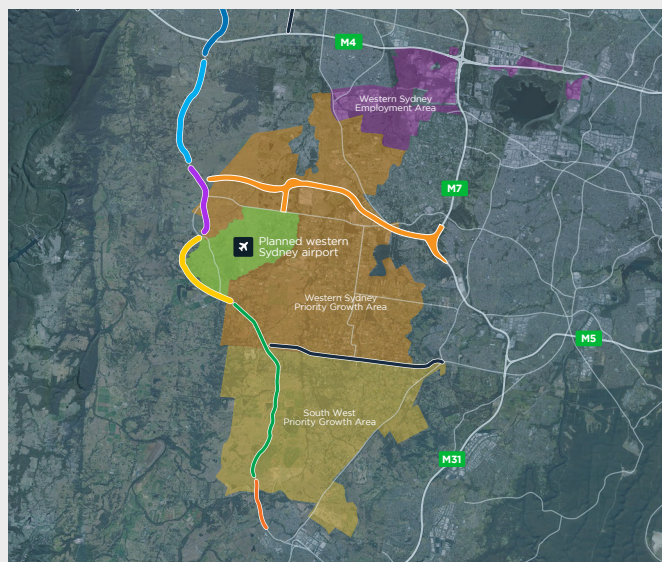 M4
Western Sydney
Employment Area
M7
Planned western
Sydney airport
Western Sydney
Priority Growth Area
M5
South West
Priority Growth Area
M31